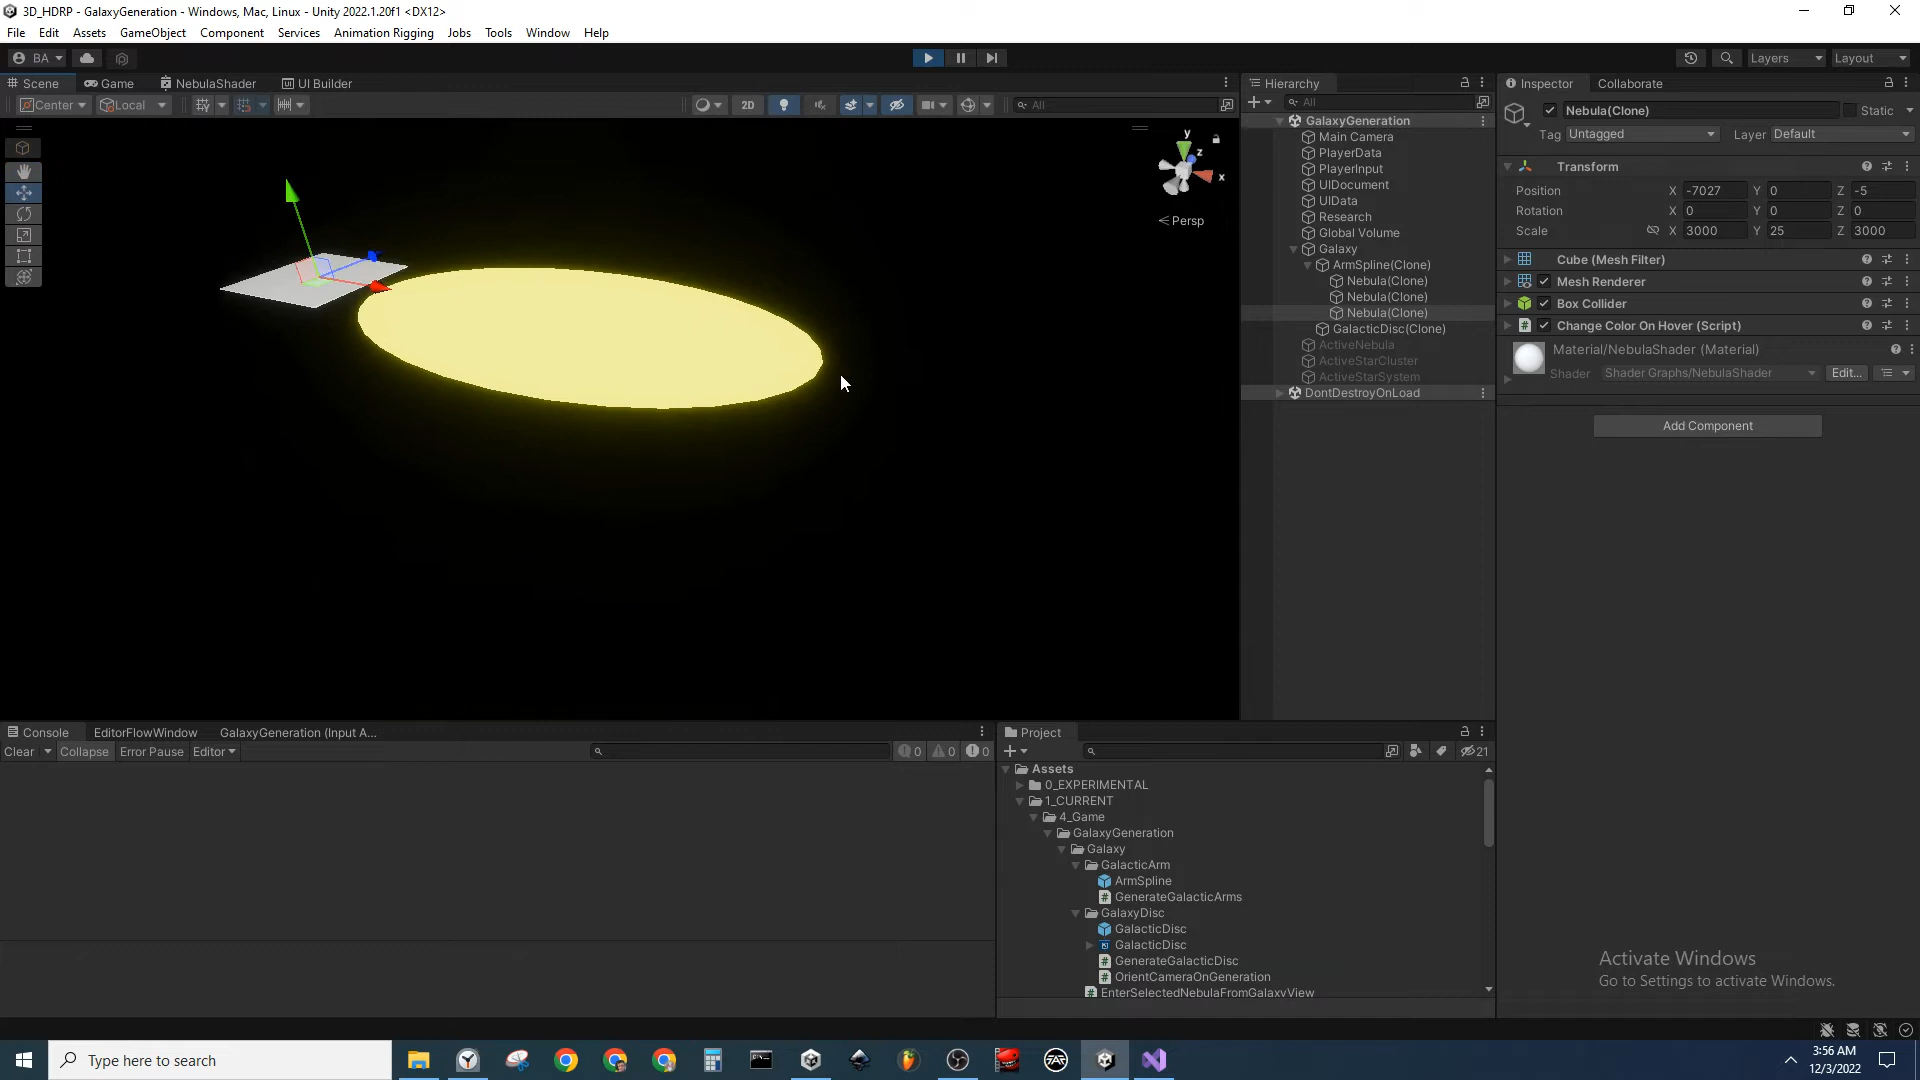 3D_HDRP - GalaxyGeneration - Windows, Mac, Linux - Unity 2022.1.20f1 <DX12>
File Edit Assets GameObject Component Services Animation Rigging Jobs Tools Window Help
BA
Layers Layout
Scene Game NebulaShader UI Builder
Center Local 2D All
y
z
x
Persp
Hierarchy
All
GalaxyGeneration
Main Camera
PlayerData
PlayerInput
UIDocument
UIData
Research
Global Volume
Galaxy
ArmSpline(Clone)
Nebula(Clone)
Nebula(Clone)
Nebula(Clone)
GalacticDisc(Clone)
ActiveNebula
ActiveStarCluster
ActiveStarSystem
DontDestroyOnLoad
Inspector Collaborate
Nebula(Clone) Static
Tag Untagged Layer Default
Transform
Position X -7027 Y 0 Z -5
Rotation X 0 Y 0 Z 0
Scale X 3000 Y 25 Z 3000
Cube (Mesh Filter)
Mesh Renderer
Box Collider
Change Color On Hover (Script)
Material/NebulaShader (Material)
Shader Shader Graphs/NebulaShader Edit...
Add Component
Console EditorFlowWindow GalaxyGeneration (Input A...
Clear Collapse Error Pause Editor 0 0 0
Project
21
Assets
0_EXPERIMENTAL
1_CURRENT
4_Game
GalaxyGeneration
Galaxy
GalacticArm
ArmSpline
GenerateGalacticArms
GalaxyDisc
GalacticDisc
GalacticDisc
GenerateGalacticDisc
OrientCameraOnGeneration
EnterSelectedNebulaFromGalaxyView
Activate Windows
Go to Settings to activate Windows.
Type here to search
3:56 AM
12/3/2022